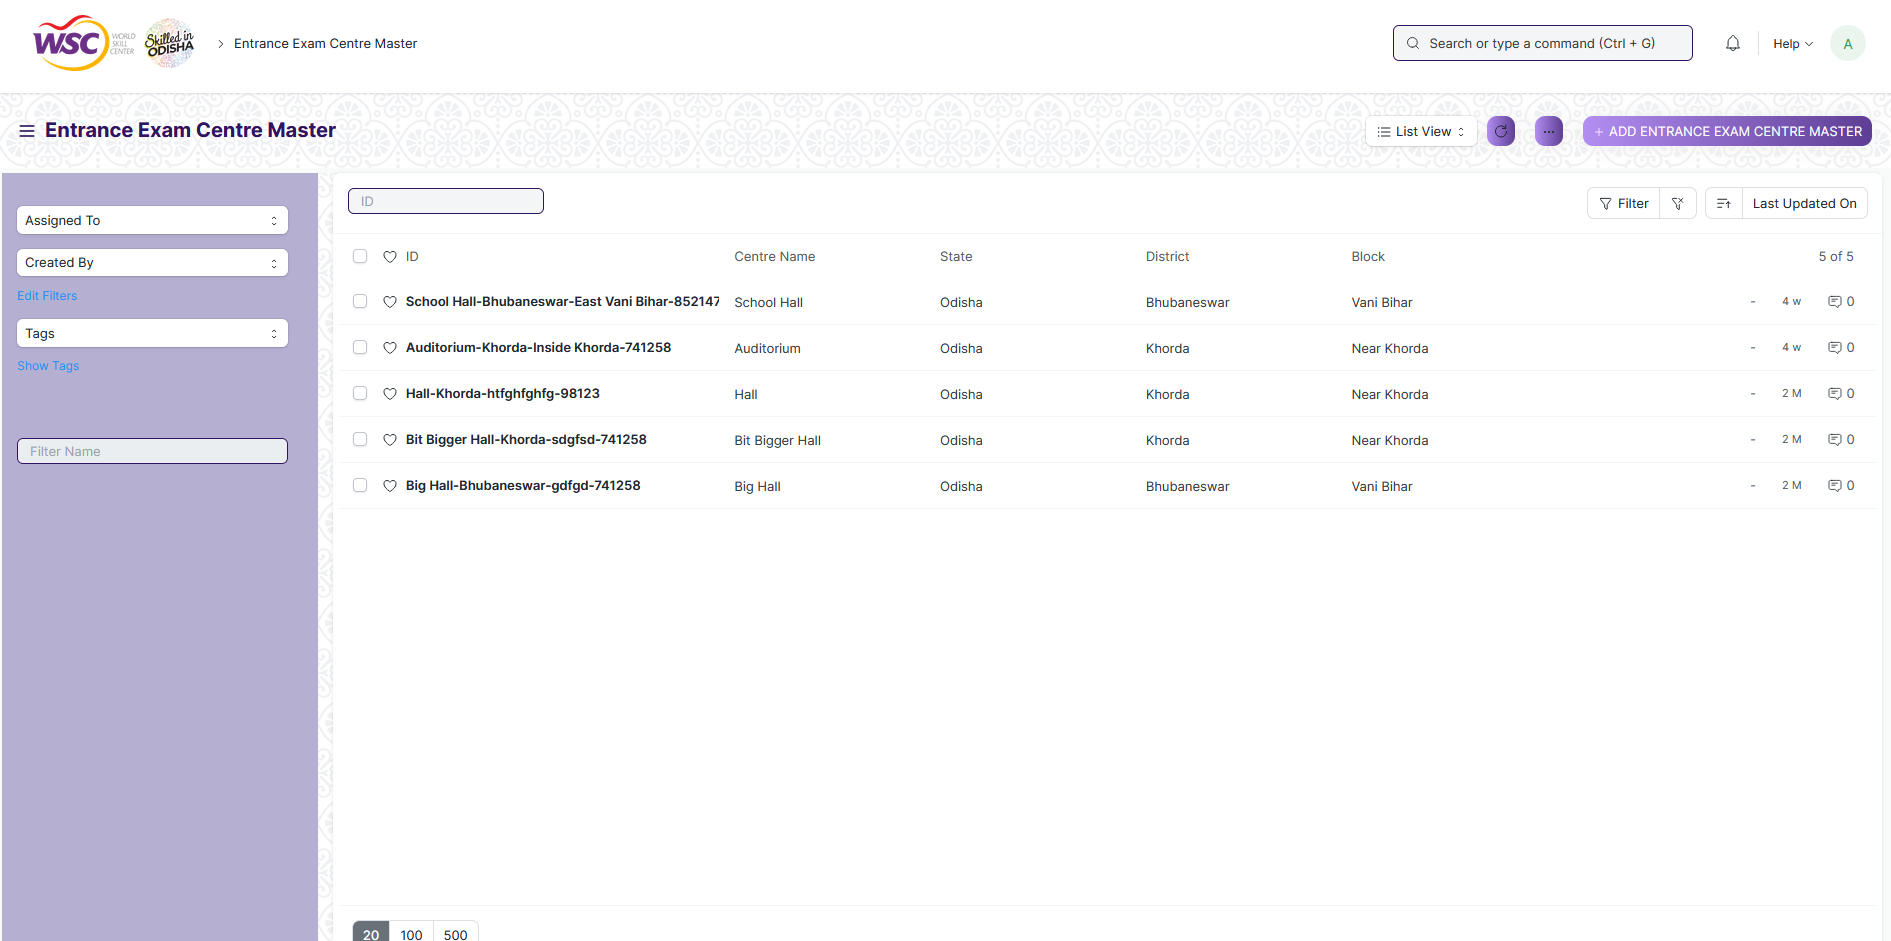 WSC WORLD SKILL CENTER Skilled in ODISHA > Entrance Exam Centre Master Search or type a command (Ctrl + G) Help A
Entrance Exam Centre Master List View ... + ADD ENTRANCE EXAM CENTRE MASTER
Assigned To
Created By
Edit Filters
Tags
Show Tags
Filter Name
ID Filter Last Updated On
ID Centre Name State District Block 5 of 5
School Hall-Bhubaneswar-East Vani Bihar-852147 School Hall Odisha Bhubaneswar Vani Bihar - 4 w 0
Auditorium-Khorda-Inside Khorda-741258 Auditorium Odisha Khorda Near Khorda - 4 w 0
Hall-Khorda-htfghfghfg-98123 Hall Odisha Khorda Near Khorda - 2 M 0
Bit Bigger Hall-Khorda-sdgfsd-741258 Bit Bigger Hall Odisha Khorda Near Khorda - 2 M 0
Big Hall-Bhubaneswar-gdfgd-741258 Big Hall Odisha Bhubaneswar Vani Bihar - 2 M 0
20 100 500